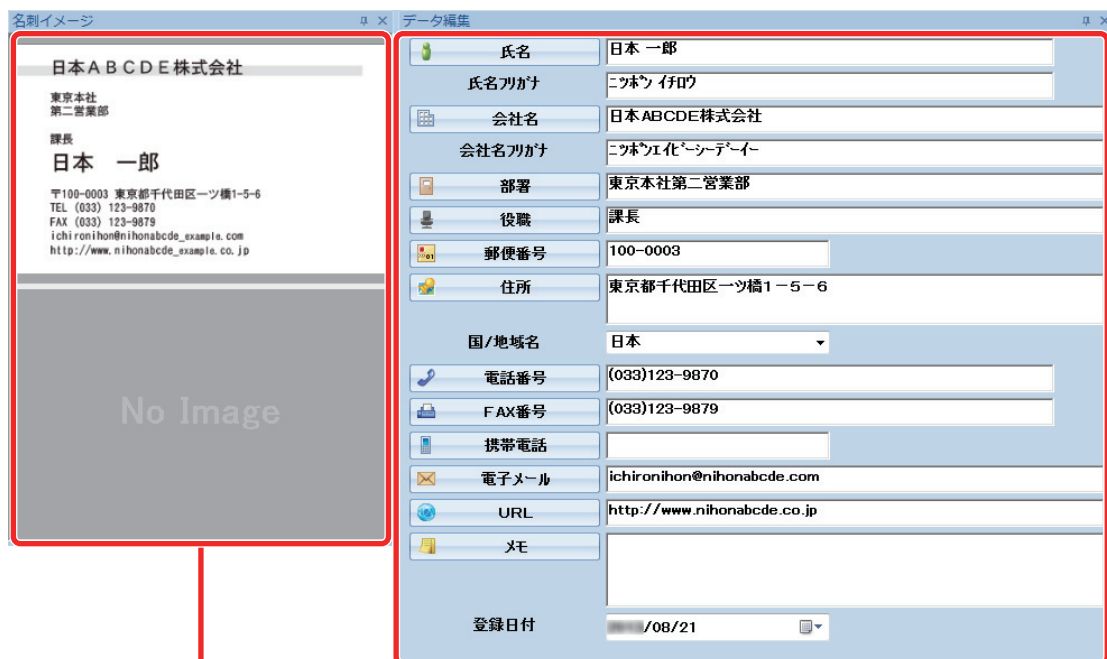 名刺イメージ
日本ABCDE株式会社
東京本社
第二営業部
課長
日本 一郎
〒100-0003 東京都千代田区一ツ橋1-5-6
TEL (033) 123-9870
FAX (033) 123-9879
ichironihon@nihonabcde_example.com
http://www.nihonabcde_example.co.jp
No Image
データ編集
氏名 日本 一郎
氏名ﾌﾘｶﾞﾅ ﾆｯﾎﾟﾝ ｲﾁﾛｳ
会社名 日本ABCDE株式会社
会社名ﾌﾘｶﾞﾅ ﾆｯﾎﾟﾝｴｲﾋﾞｰｼｰﾃﾞｰｲｰ
部署 東京本社第二営業部
役職 課長
郵便番号 100-0003
住所 東京都千代田区一ツ橋1－5－6
国/地域名 日本
電話番号 (033)123-9870
FAX番号 (033)123-9879
携帯電話
電子メール ichironihon@nihonabcde.com
URL http://www.nihonabcde.co.jp
メモ
登録日付 /08/21